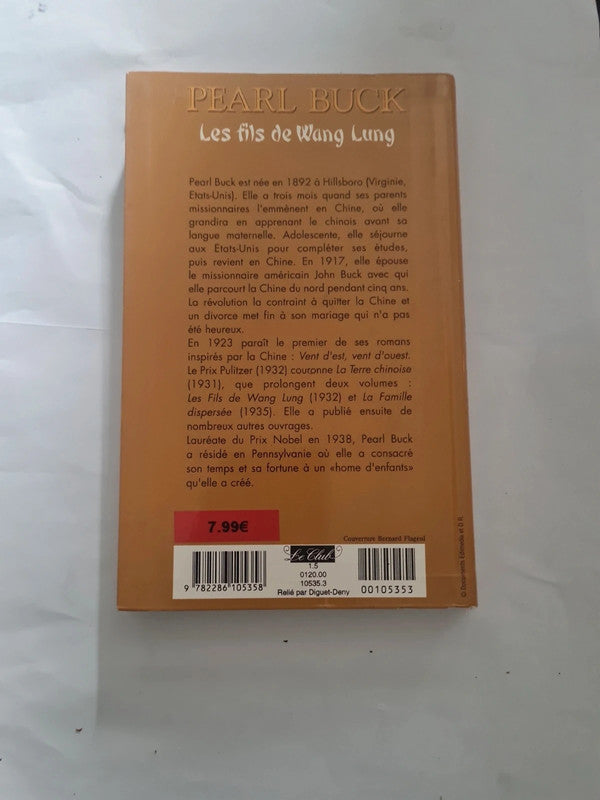 PEARL BUCK
Les fils de Wang Lung
Pearl Buck est née en 1892 à Hillsboro (Virginie,
Etats-Unis). Elle a trois mois quand ses parents
missionnaires l'emmènent en Chine, où elle
grandira en apprenant le chinois avant sa
langue maternelle. Adolescente, elle séjourne
aux Etats-Unis pour compléter ses études,
puis revient en Chine. En 1917, elle épouse
le missionnaire américain John Buck avec qui
elle parcourt la Chine du nord pendant cinq ans.
La révolution la contraint à quitter la Chine et
un divorce met fin à son mariage qui n'a pas
été heureux.
En 1923 paraît le premier de ses romans
inspirés par la Chine : Vent d'est, vent d'ouest.
Le Prix Pulitzer (1932) couronne La Terre chinoise
(1931), que prolongent deux volumes :
Les Fils de Wang Lung (1932) et La Famille
dispersée (1935). Elle a publié ensuite de
nombreux autres ouvrages.
Lauréate du Prix Nobel en 1938, Pearl Buck
a résidé en Pennsylvanie où elle a consacré
son temps et sa fortune à un «home d'enfants»
qu'elle a créé.
7.99€
Couverture Bernard Flageul
© Documents Edimedia et D.R.
Le Club
1.5
0120.00
10535.3
Relié par Diguet-Deny
9 782286 105358
00105353